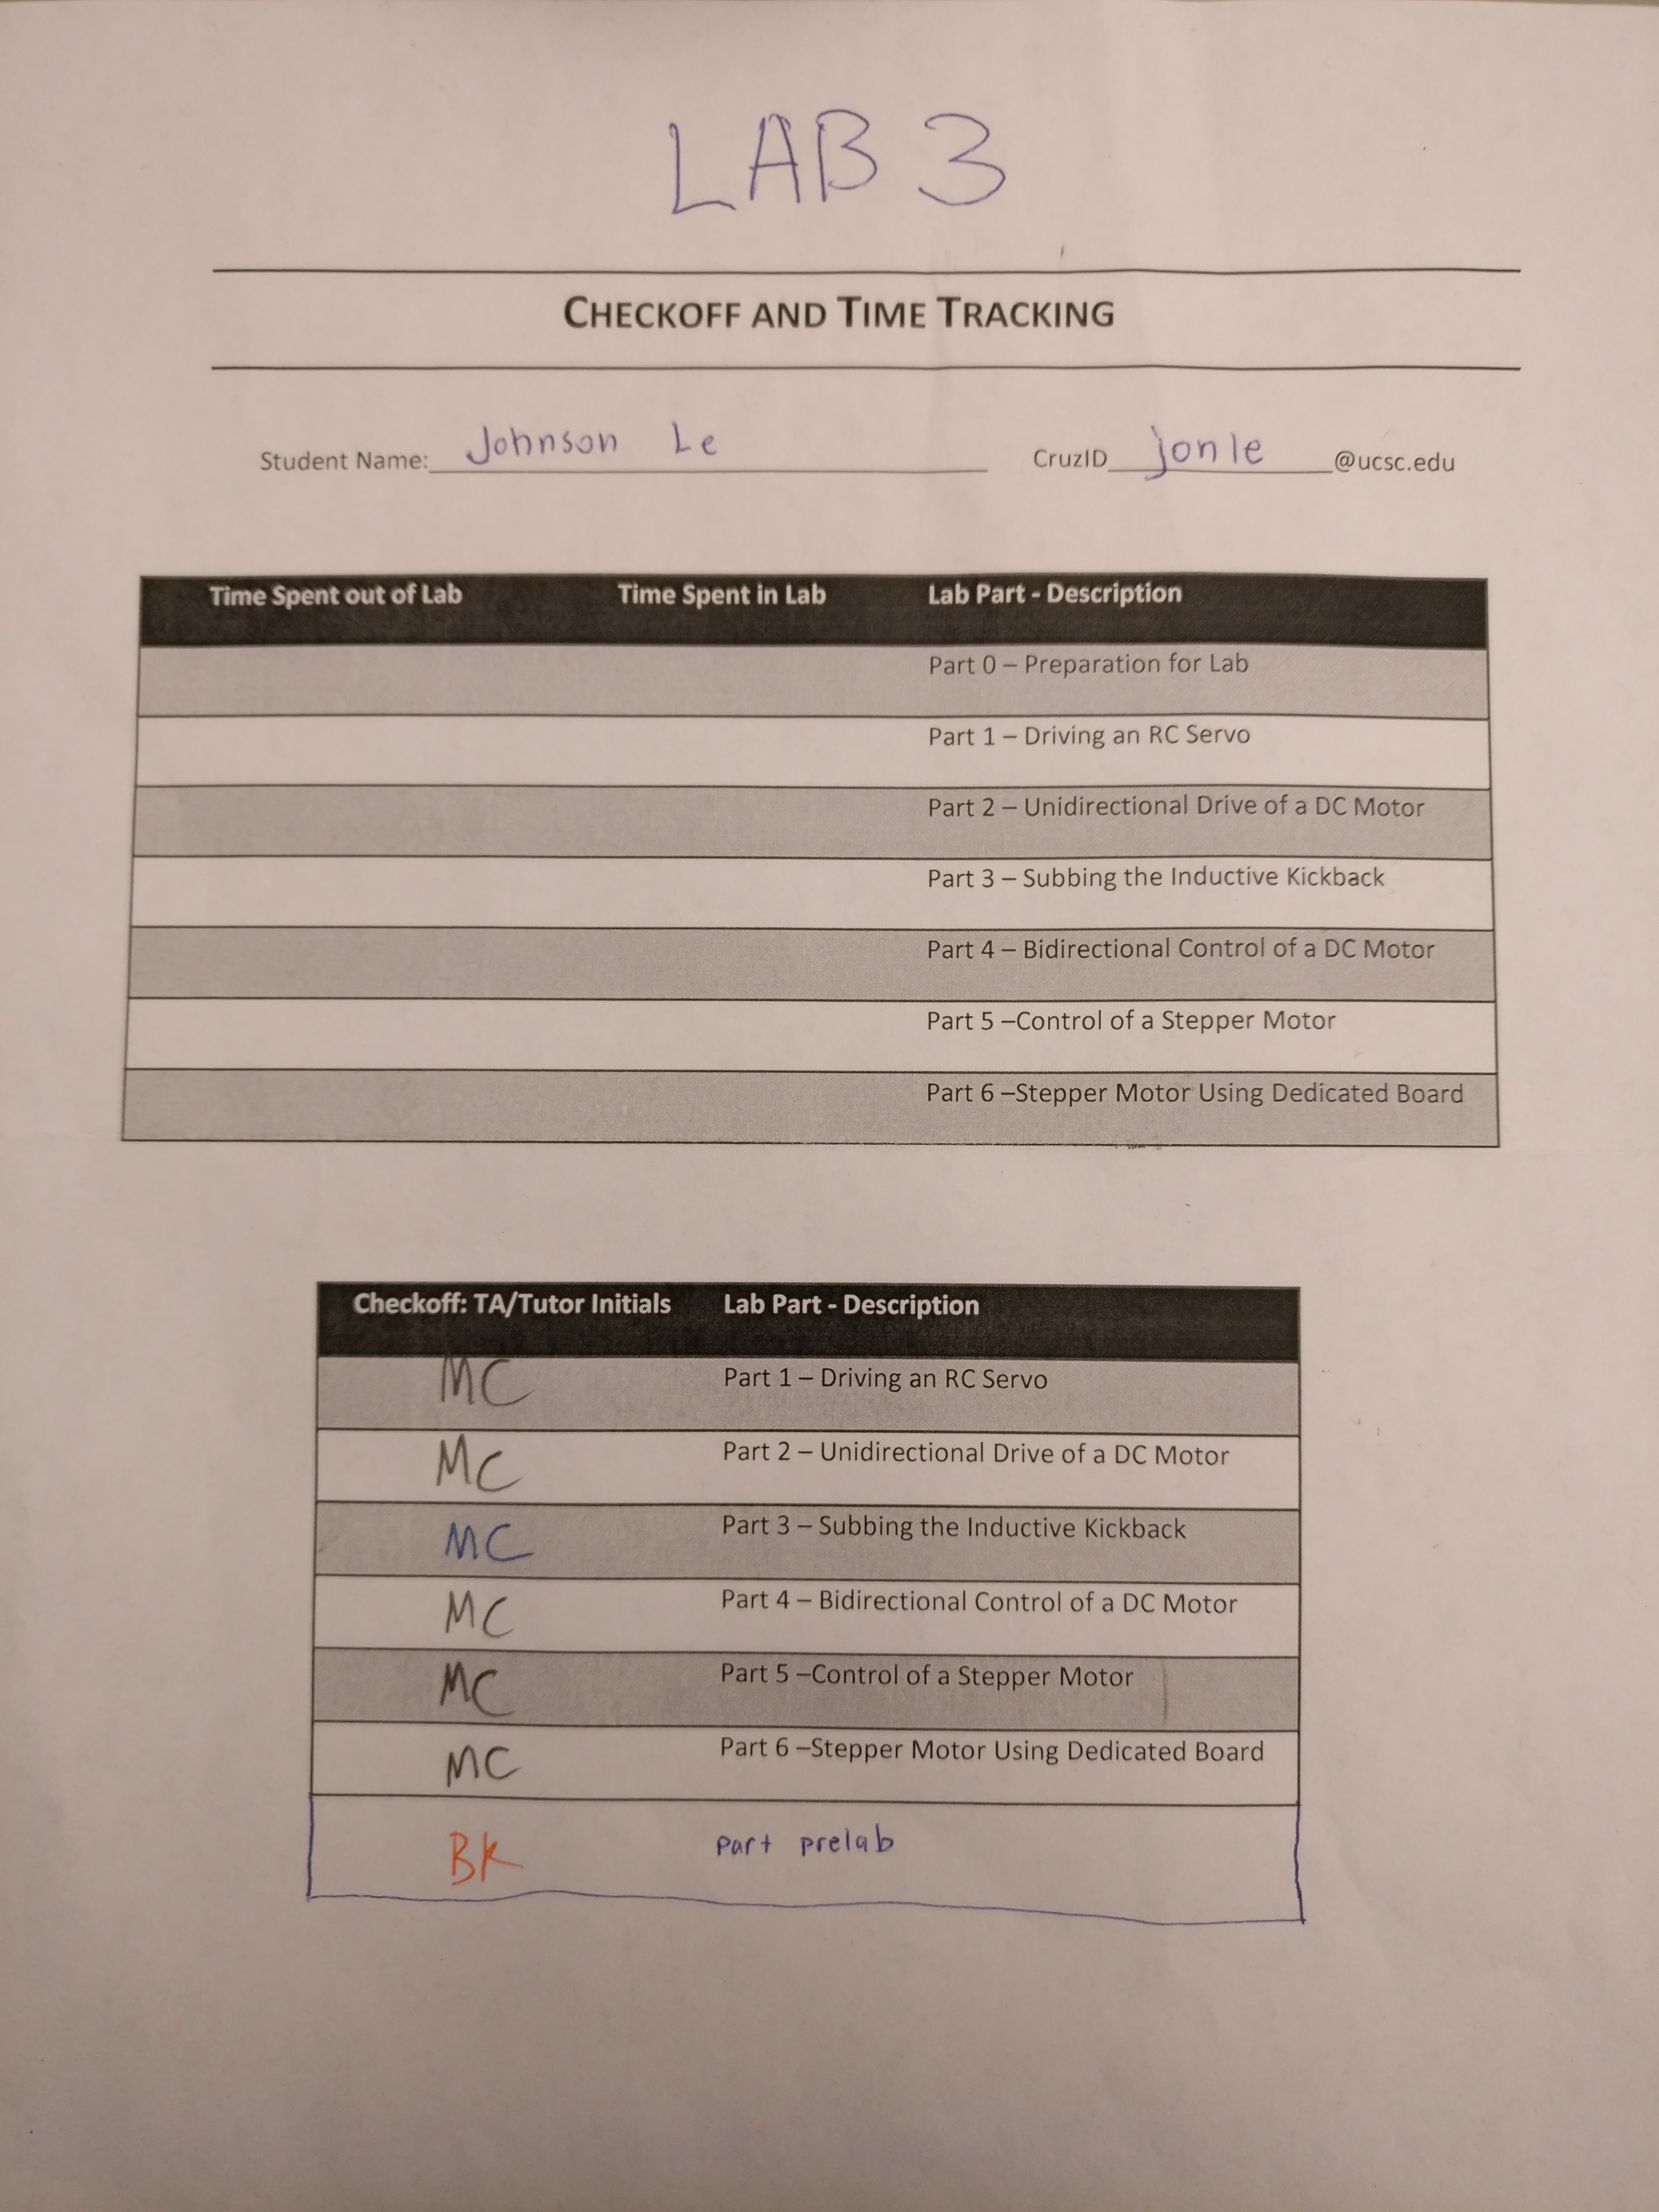 LAB 3
CHECKOFF AND TIME TRACKING
Student Name: Johnson Le CruzID jonle @ucsc.edu
Time Spent out of Lab Time Spent in Lab Lab Part - Description
Part 0 – Preparation for Lab
Part 1 – Driving an RC Servo
Part 2 – Unidirectional Drive of a DC Motor
Part 3 – Subbing the Inductive Kickback
Part 4 – Bidirectional Control of a DC Motor
Part 5 –Control of a Stepper Motor
Part 6 –Stepper Motor Using Dedicated Board
Checkoff: TA/Tutor Initials Lab Part - Description
MC Part 1 – Driving an RC Servo
MC Part 2 – Unidirectional Drive of a DC Motor
MC Part 3 – Subbing the Inductive Kickback
MC Part 4 – Bidirectional Control of a DC Motor
MC Part 5 –Control of a Stepper Motor
MC Part 6 –Stepper Motor Using Dedicated Board
BK part prelab